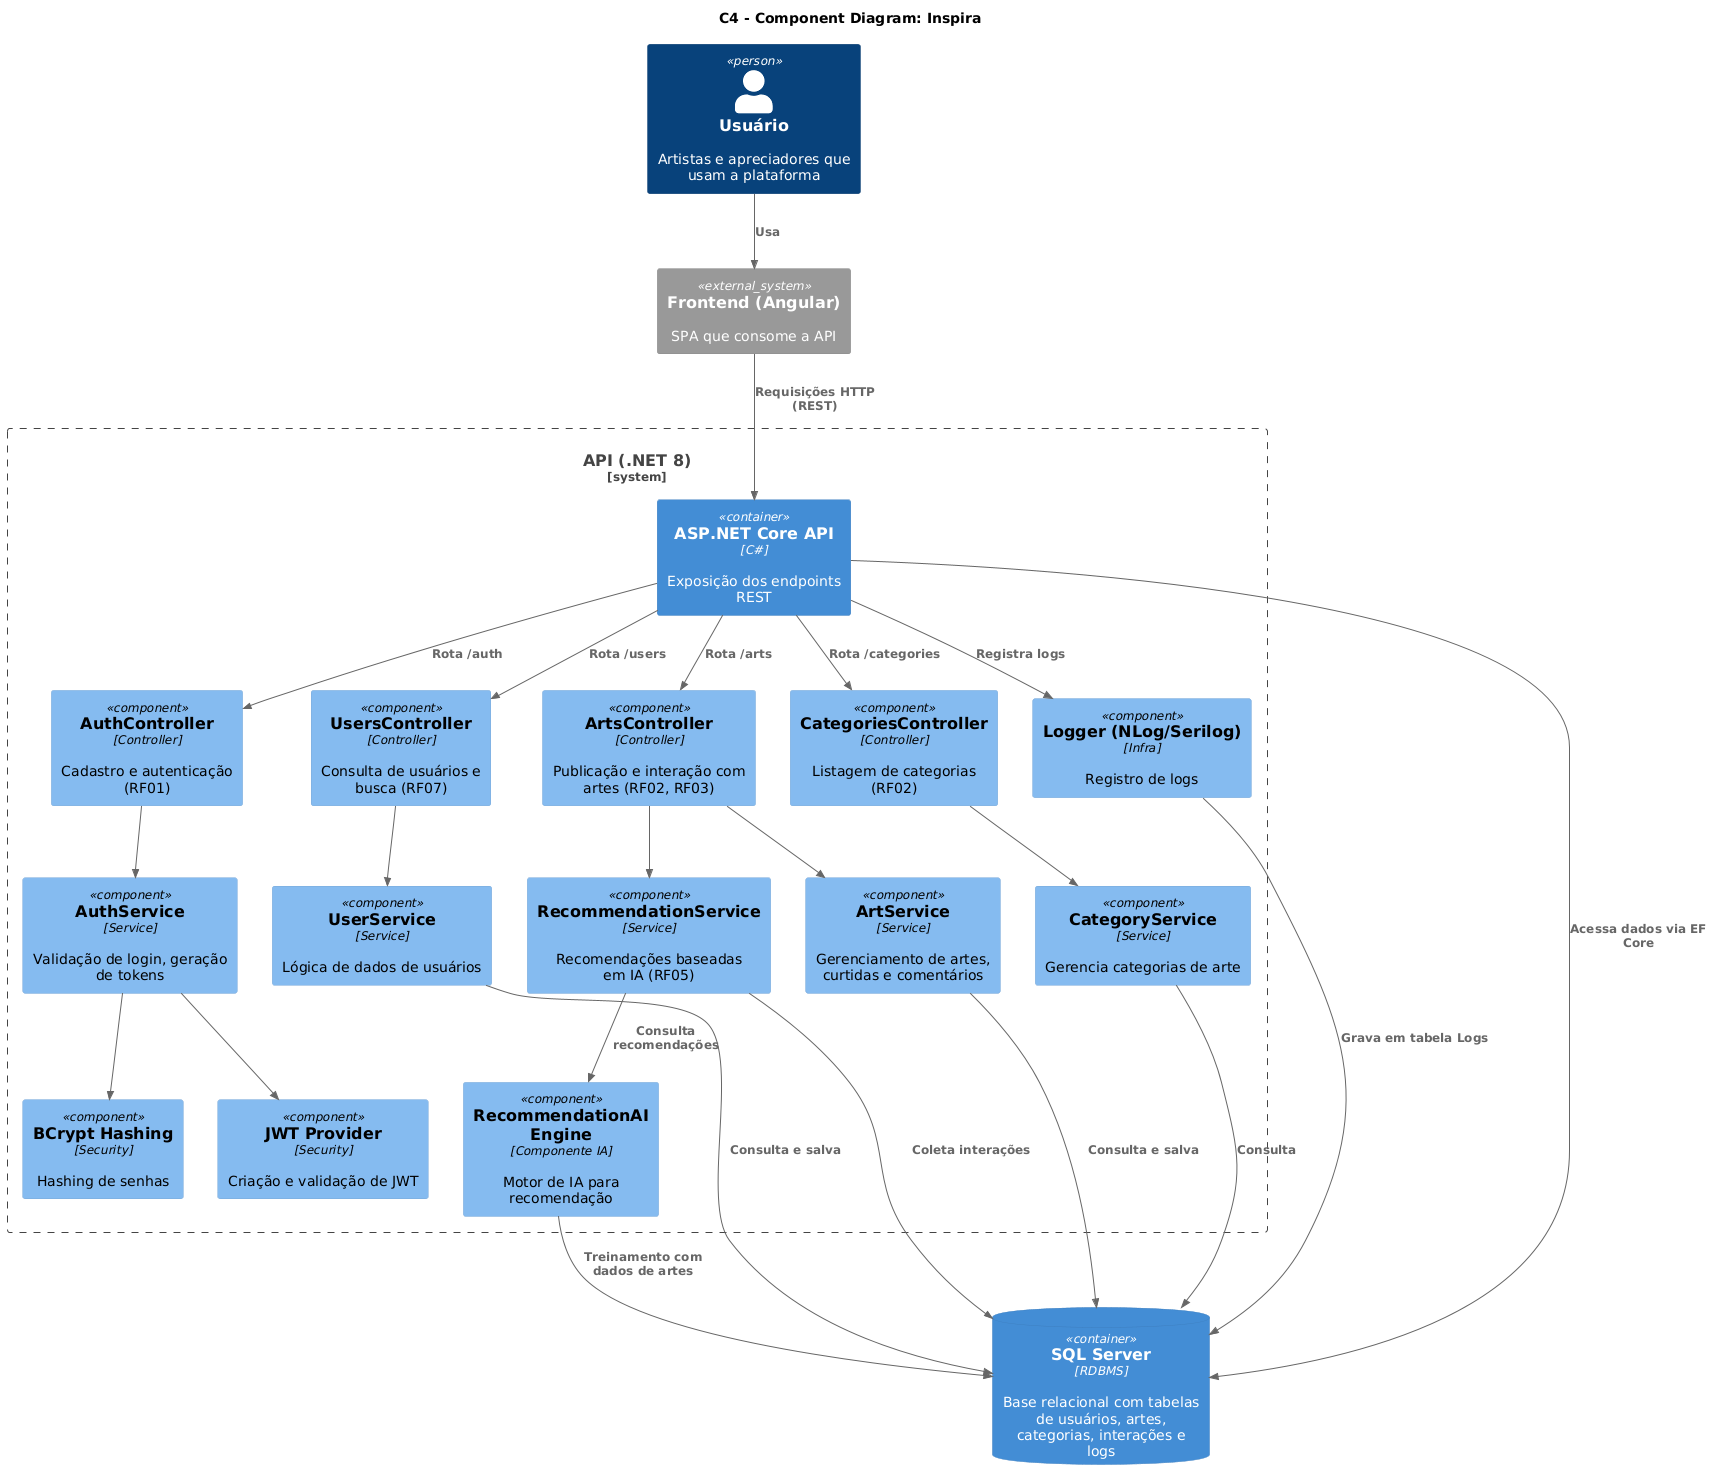 C4 - Component Diagram: Inspira
«person»
Usuário
Artistas e apreciadores que
usam a plataforma
Usa
«external_system»
Frontend (Angular)
SPA que consome a API
Requisições HTTP
(REST)
API (.NET 8)
[system]
«container»
ASP.NET Core API
[C#]
Exposição dos endpoints
REST
Rota /auth
Rota /users
Rota /arts
Rota /categories
Registra logs
«component»
AuthController
[Controller]
Cadastro e autenticação
(RF01)
«component»
UsersController
[Controller]
Consulta de usuários e
busca (RF07)
«component»
ArtsController
[Controller]
Publicação e interação com
artes (RF02, RF03)
«component»
CategoriesController
[Controller]
Listagem de categorias
(RF02)
«component»
Logger (NLog/Serilog)
[Infra]
Registro de logs
«component»
AuthService
[Service]
Validação de login, geração
de tokens
«component»
UserService
[Service]
Lógica de dados de usuários
«component»
RecommendationService
[Service]
Recomendações baseadas
em IA (RF05)
«component»
ArtService
[Service]
Gerenciamento de artes,
curtidas e comentários
«component»
CategoryService
[Service]
Gerencia categorias de arte
Acessa dados via EF
Core
Consulta
recomendações
Grava em tabela Logs
«component»
BCrypt Hashing
[Security]
Hashing de senhas
«component»
JWT Provider
[Security]
Criação e validação de JWT
«component»
RecommendationAI
Engine
[Componente IA]
Motor de IA para
recomendação
Consulta e salva
Coleta interações
Consulta e salva
Consulta
Treinamento com
dados de artes
«container»
SQL Server
[RDBMS]
Base relacional com tabelas
de usuários, artes,
categorias, interações e
logs